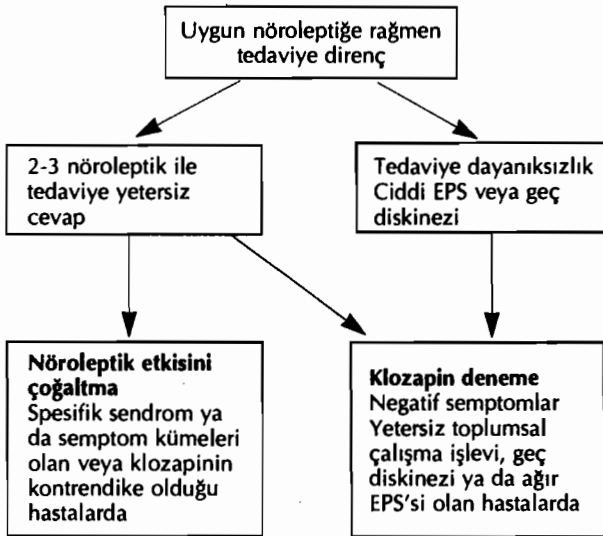 Uygun nöroleptiğe rağmen
tedaviye direnç
2-3 nöroleptik ile
tedaviye yetersiz
cevap
Tedaviye dayanıksızlık
Ciddi EPS veya geç
diskinezi
Nöroleptik etkisini
çoğaltma
Spesifik sendrom ya
da semptom kümeleri
olan veya klozapinin
kontrendike olduğu
hastalarda
Klozapin deneme
Negatif semptomlar
Yetersiz toplumsal
çalışma işlevi, geç
diskinezi ya da ağır
EPS'si olan hastalarda